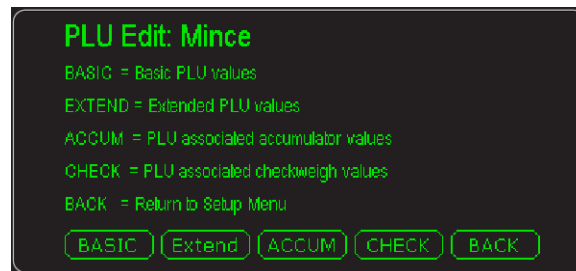 PLU Edit: Mince
BASIC = Basic PLU values
EXTEND = Extended PLU values
ACCUM = PLU associated accumulator values
CHECK = PLU associated checkweigh values
BACK = Return to Setup Menu
BASIC Extend ACCUM CHECK BACK